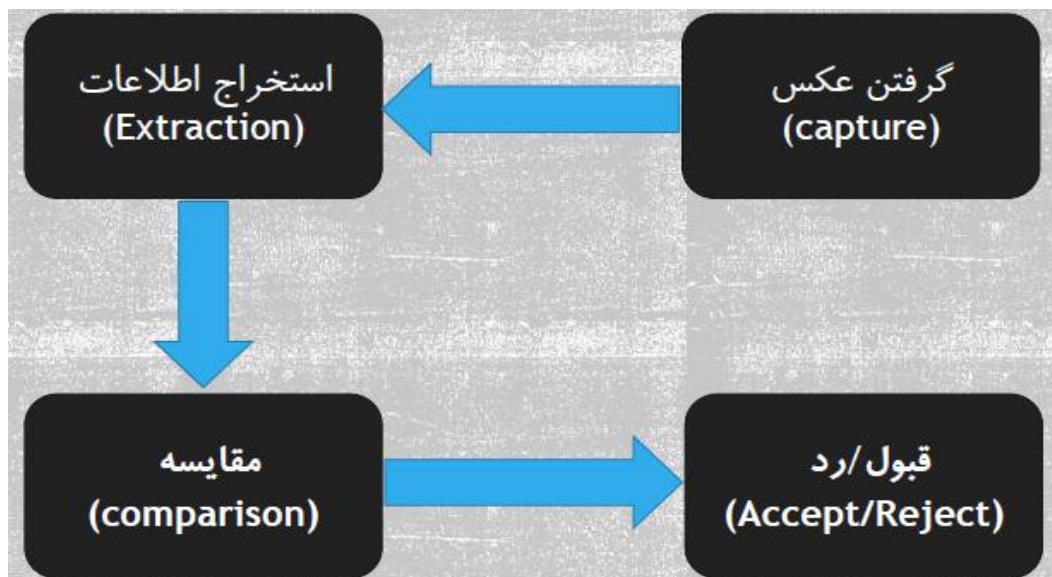 گرفتن عکس
(capture)
استخراج اطلاعات
(Extraction)
مقایسه
(comparison)
قبول/رد
(Accept/Reject)